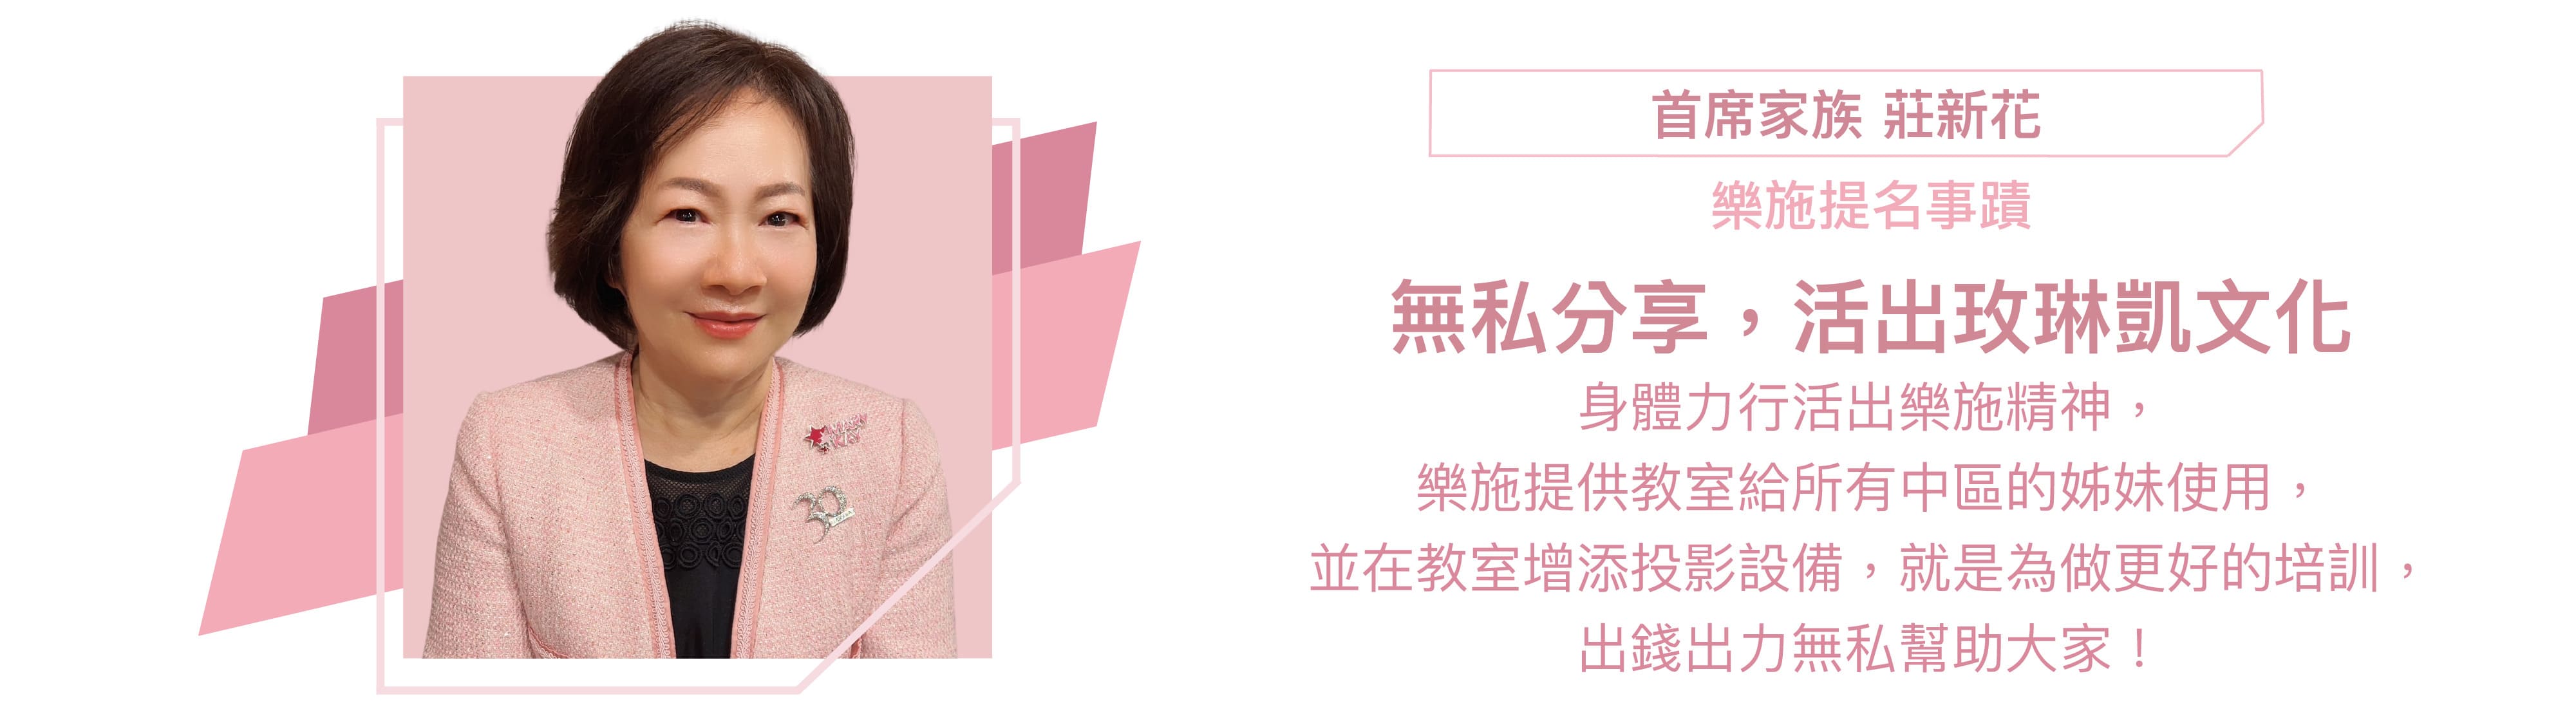 首席家族 莊新花
樂施提名事蹟
無私分享，活出玫琳凱文化
身體力行活出樂施精神，
樂施提供教室給所有中區的姊妹使用，
並在教室增添投影設備，就是為做更好的培訓，
出錢出力無私幫助大家！
MARY
KAY
30